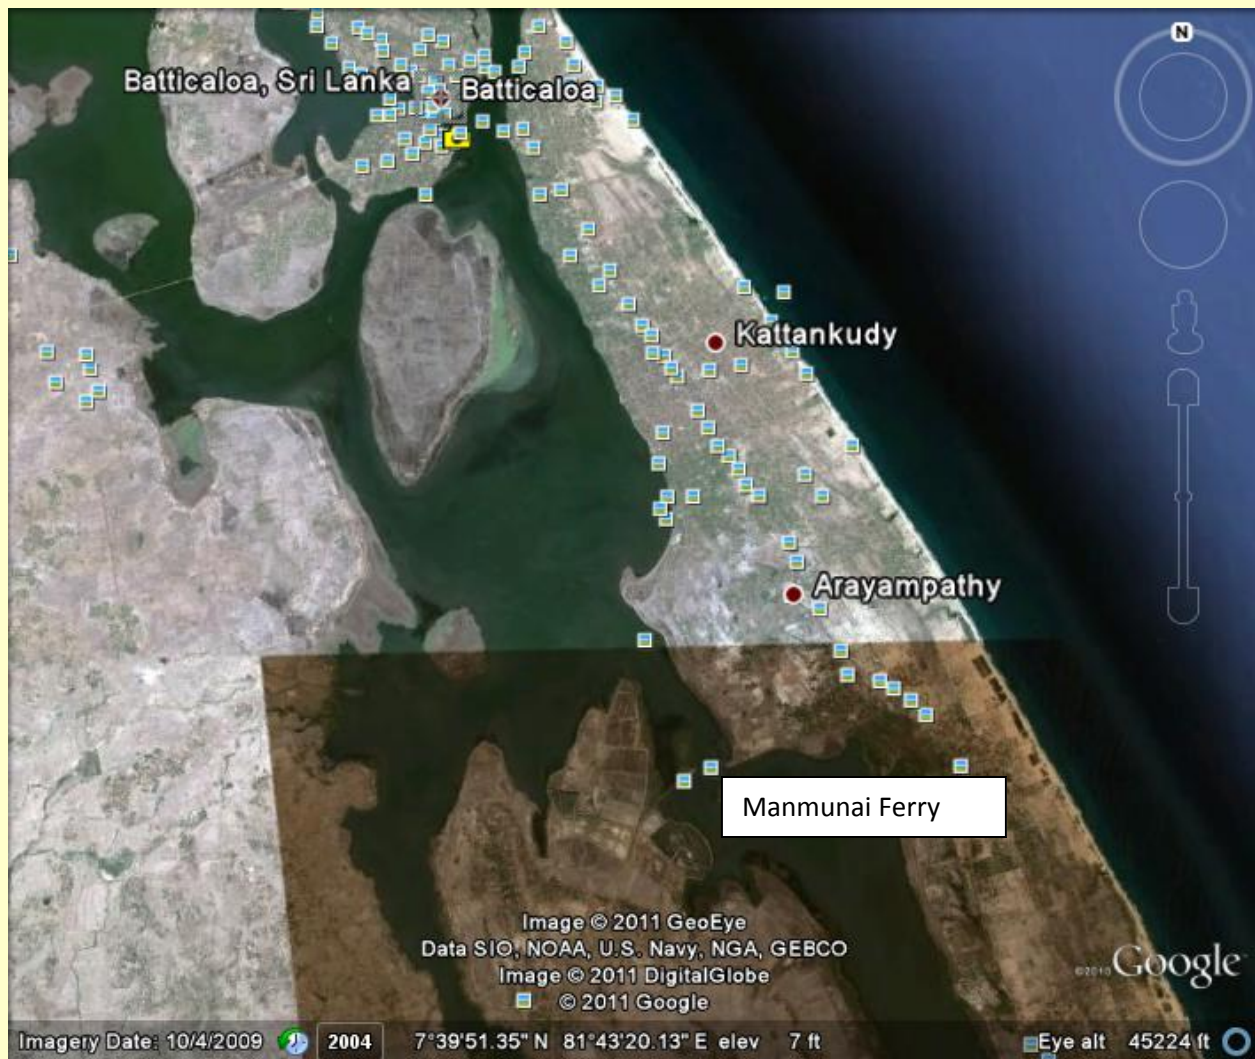 N
Batticaloa, Sri Lanka
Batticaloa
Kattankudy
Arayampathy
Manmunai Ferry
Image © 2011 GeoEye
Data SIO, NOAA, U.S. Navy, NGA, GEBCO
Image © 2011 DigitalGlobe
© 2011 Google
©2010 Google
Imagery Date: 10/4/2009 2004 7°39'51.35" N 81°43'20.13" E elev 7 ft Eye alt 45224 ft